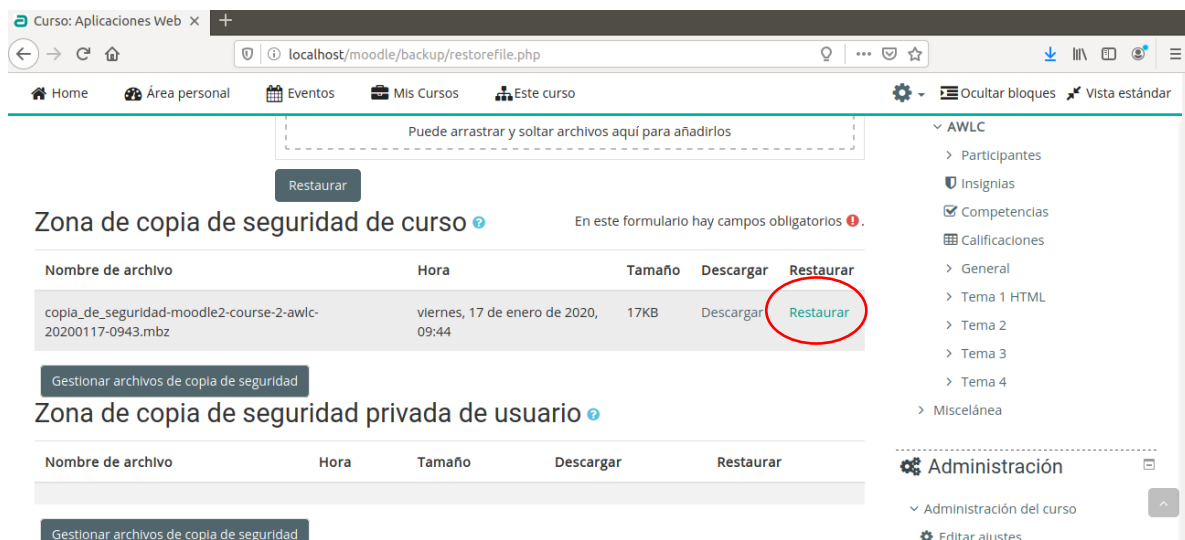 Curso: Aplicaciones Web
localhost/moodle/backup/restorefile.php
Home Área personal Eventos Mis Cursos Este curso Ocultar bloques Vista estándar
Puede arrastrar y soltar archivos aquí para añadirlos
Restaurar
Zona de copia de seguridad de curso
En este formulario hay campos obligatorios .
Nombre de archivo Hora Tamaño Descargar Restaurar
copia_de_seguridad-moodle2-course-2-awlc- viernes, 17 de enero de 2020, 17KB Descargar Restaurar
20200117-0943.mbz 09:44
Gestionar archivos de copia de seguridad
Zona de copia de seguridad privada de usuario
Nombre de archivo Hora Tamaño Descargar Restaurar
Gestionar archivos de copia de seguridad
AWLC
Participantes
Insignias
Competencias
Calificaciones
General
Tema 1 HTML
Tema 2
Tema 3
Tema 4
Miscelánea
Administración
Administración del curso
Editar ajustes